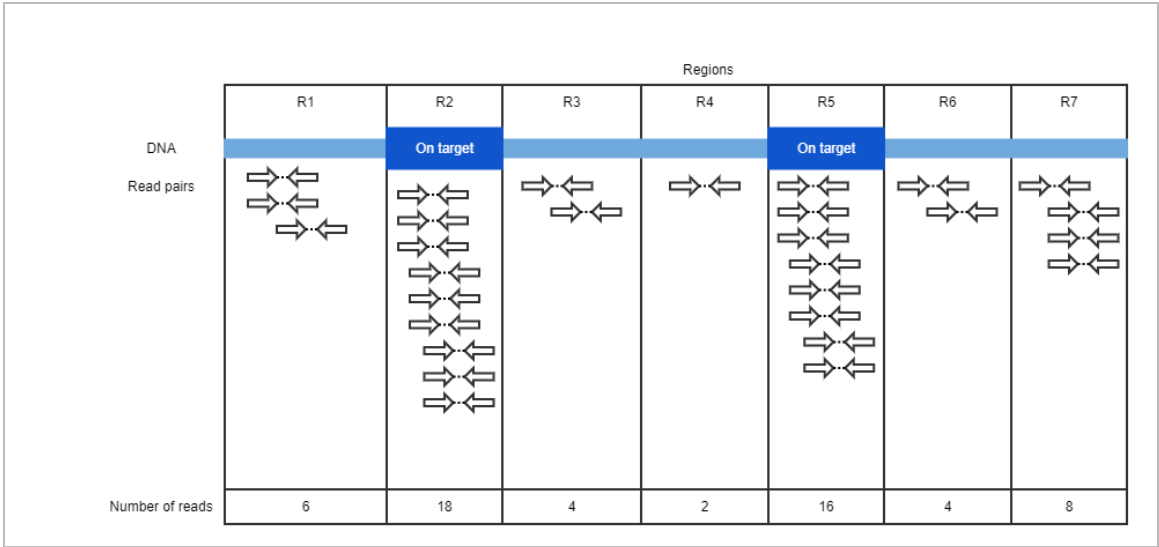 Regions
R1 R2 R3 R4 R5 R6 R7
DNA On target On target
Read pairs
Number of reads 6 18 4 2 16 4 8